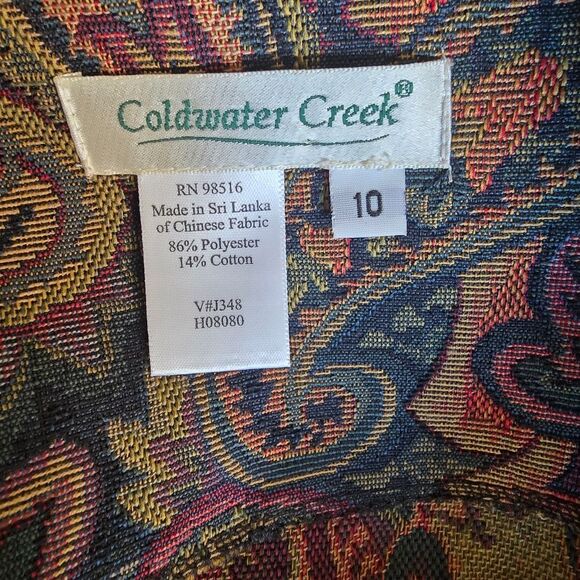 Coldwater Creek®
RN 98516
Made in Sri Lanka
of Chinese Fabric
86% Polyester
14% Cotton
V#J348
H08080
10